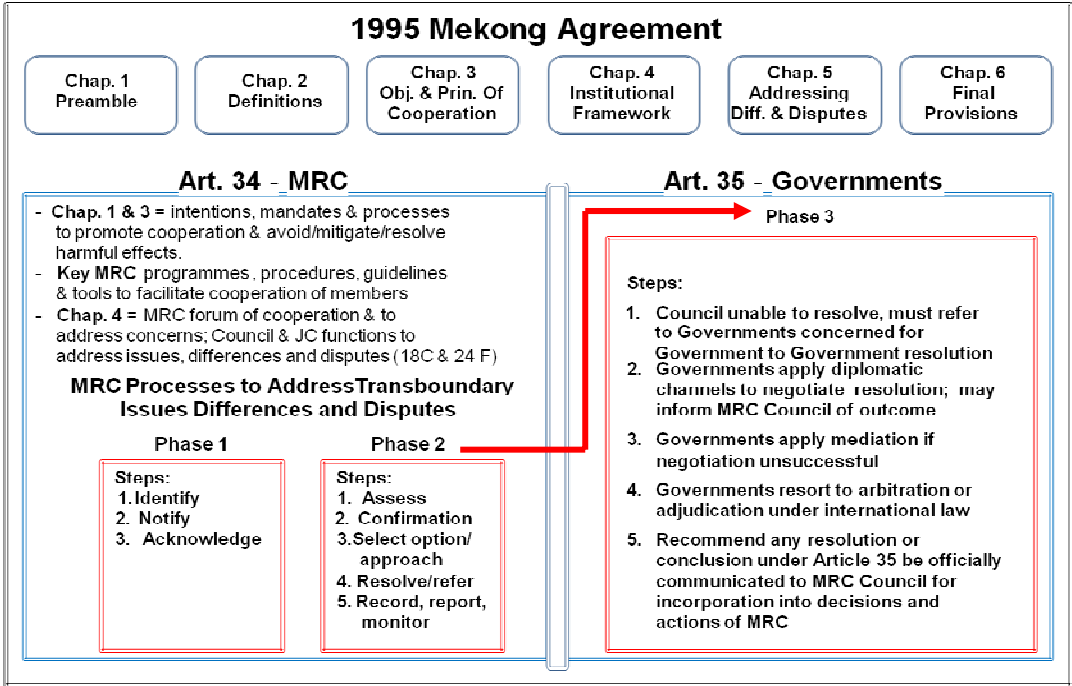 1995 Mekong Agreement
Chap. 1
Preamble
Chap. 2
Definitions
Chap. 3
Obj. & Prin. Of
Cooperation
Chap. 4
Institutional
Framework
Chap. 5
Addressing
Diff. & Disputes
Chap. 6
Final
Provisions
Art. 34 - MRC
- Chap. 1 & 3 = intentions, mandates & processes
to promote cooperation & avoid/mitigate/resolve
harmful effects.
- Key MRC programmes, procedures, guidelines
& tools to facilitate cooperation of members
- Chap. 4 = MRC forum of cooperation & to
address concerns; Council & JC functions to
address issues, differences and disputes (18C & 24 F)
MRC Processes to Address Transboundary
Issues Differences and Disputes
Phase 1
Steps:
1. Identify
2. Notify
3. Acknowledge
Phase 2
Steps:
1. Assess
2. Confirmation
3.Select option/
approach
4. Resolve/refer
5. Record, report,
monitor
Art. 35 - Governments
Phase 3
Steps:
1. Council unable to resolve, must refer
to Governments concerned for
Government to Government resolution
2. Governments apply diplomatic
channels to negotiate resolution; may
inform MRC Council of outcome
3. Governments apply mediation if
negotiation unsuccessful
4. Governments resort to arbitration or
adjudication under international law
5. Recommend any resolution or
conclusion under Article 35 be officially
communicated to MRC Council for
incorporation into decisions and
actions of MRC